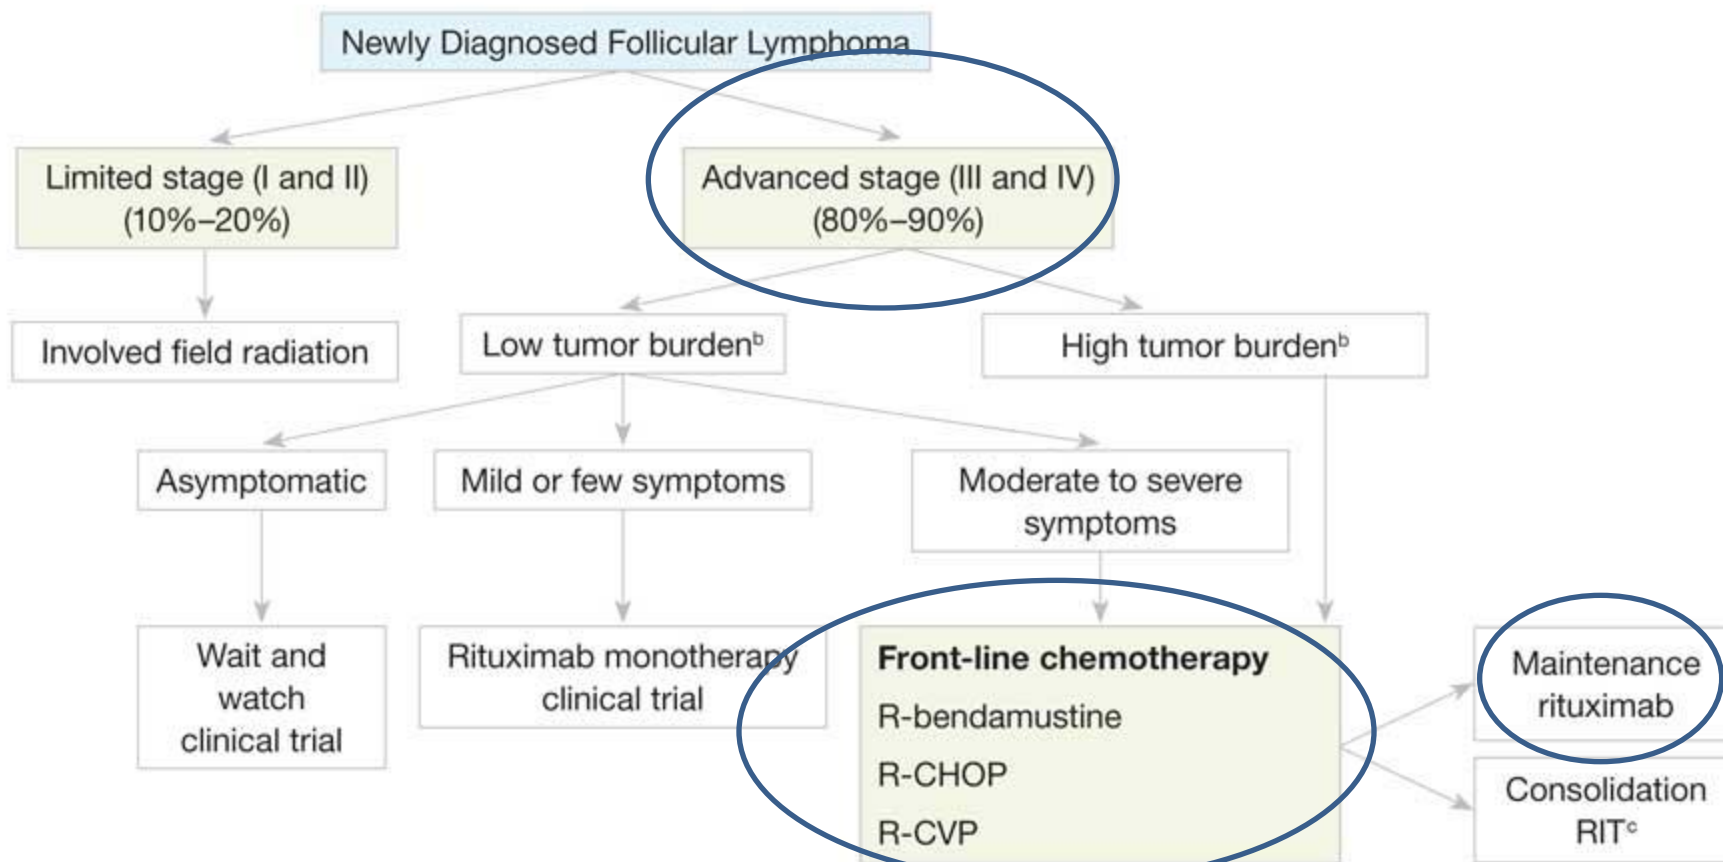 Newly Diagnosed Follicular Lymphoma
Limited stage (I and II)
(10%–20%)
Advanced stage (III and IV)
(80%–90%)
Involved field radiation
Low tumor burdenᵇ
High tumor burdenᵇ
Asymptomatic
Mild or few symptoms
Moderate to severe
symptoms
Wait and
watch
clinical trial
Rituximab monotherapy
clinical trial
Front-line chemotherapy
R-bendamustine
R-CHOP
R-CVP
Maintenance
rituximab
Consolidation
RITᶜ